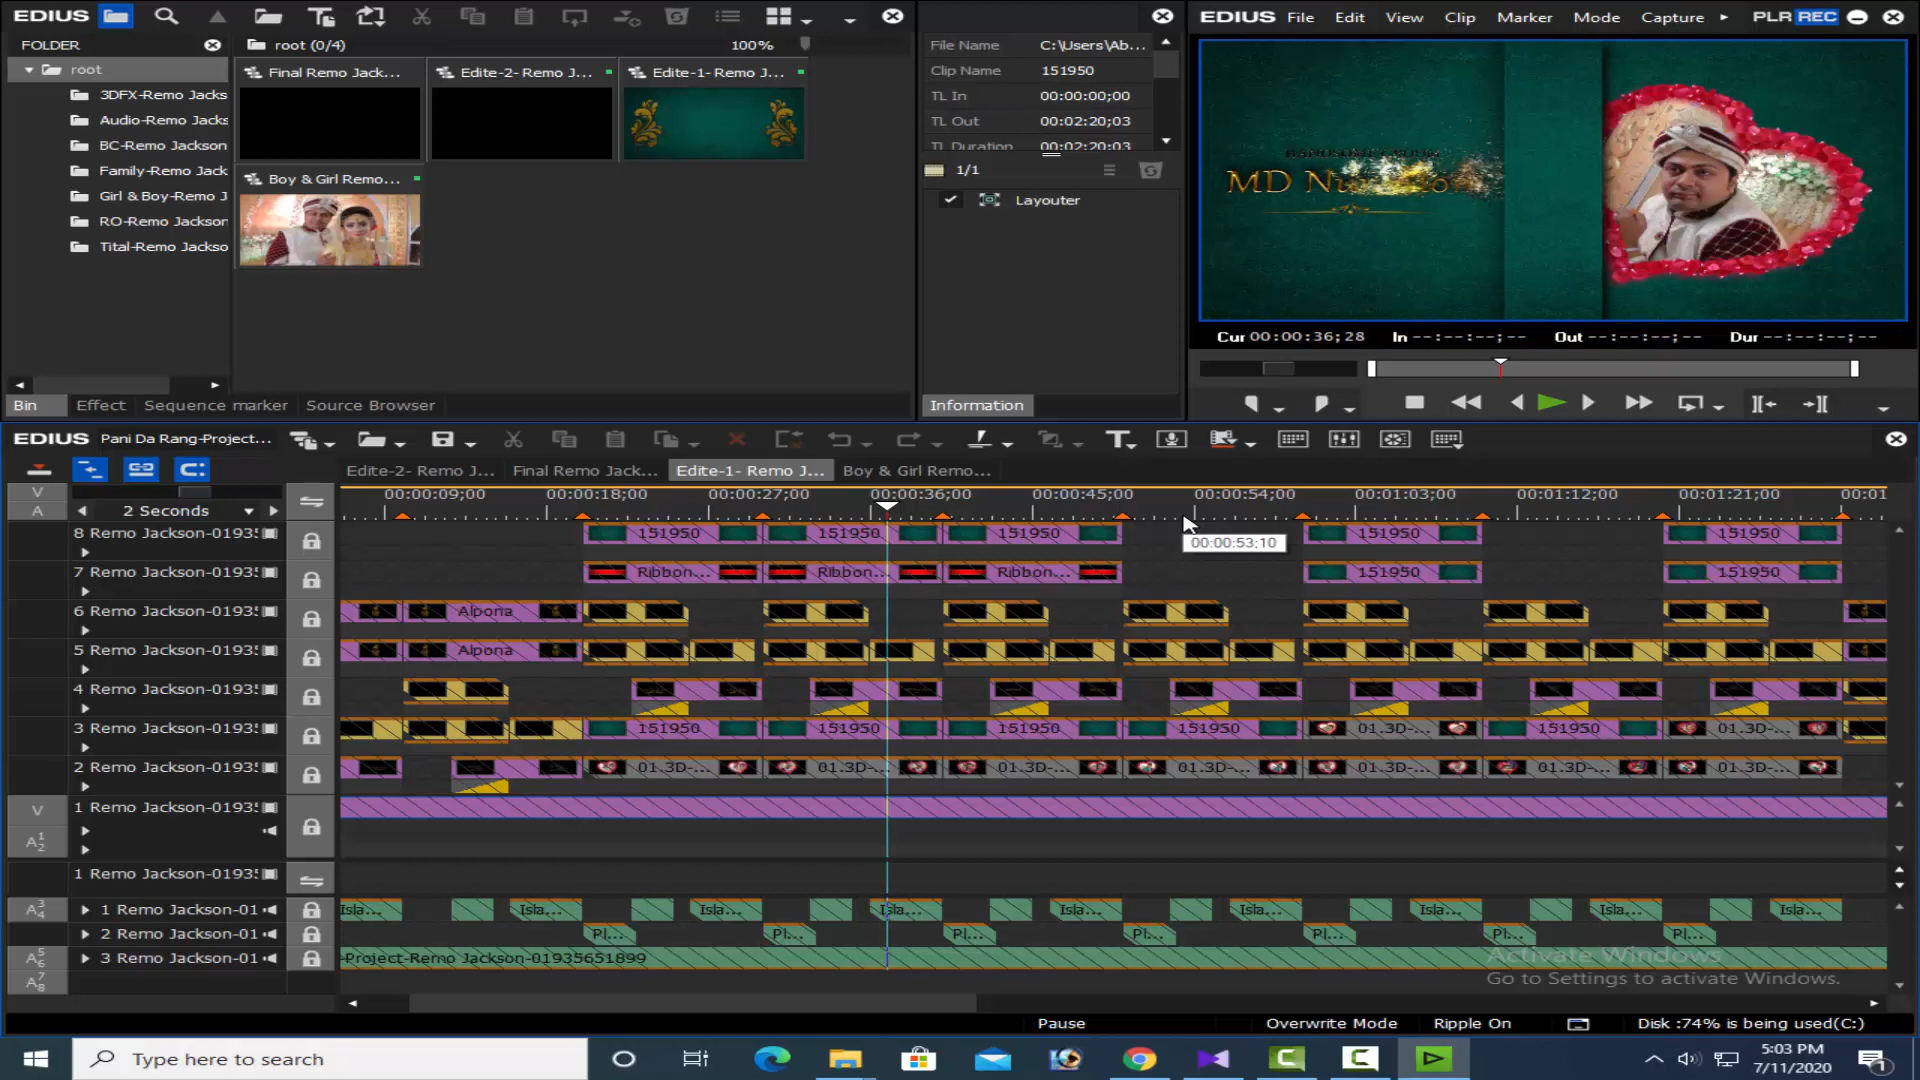 EDIUS
FOLDER
root
3DFX-Remo Jacks
Audio-Remo Jacks
BC-Remo Jackson
Family-Remo Jack
Girl & Boy-Remo J
RO-Remo Jackson
Tital-Remo Jackso
root (0/4) 100%
Final Remo Jack... Edite-2- Remo J... Edite-1- Remo J...
Boy & Girl Remo...
Bin Effect Sequence marker Source Browser
File Name C:\Users\Ab...
Clip Name 151950
TL In 00:00:00;00
TL Out 00:02:20;03
TL Duration 00:02:20;03
1/1
Layouter
Information
EDIUS File Edit View Clip Marker Mode Capture PLR REC
Cur 00:00:36;28 In --:--:--;-- Out --:--:--;-- Dur --:--:--;--
EDIUS Pani Da Rang-Project...
Edite-2- Remo J... Final Remo Jack... Edite-1- Remo J... Boy & Girl Remo...
V
A
2 Seconds
00:00:09;00 00:00:18;00 00:00:27;00 00:00:36;00 00:00:45;00 00:00:54;00 00:01:03;00 00:01:12;00 00:01:21;00 00:01
00:00:53;10
8 Remo Jackson-0193 151950 151950 151950 151950 151950
7 Remo Jackson-0193 Ribbon... Ribbon... Ribbon... 151950 151950
6 Remo Jackson-0193 Alpona
5 Remo Jackson-0193 Alpona
4 Remo Jackson-0193
3 Remo Jackson-0193 151950 151950 151950 151950 01.3D-... 151950 01.3D-...
2 Remo Jackson-0193 01.3D-... 01.3D-... 01.3D-... 01.3D-... 01.3D-... 01.3D-... 01.3D-...
V 1 Remo Jackson-0193
A 1 2
1 Remo Jackson-0193
A 3 4 1 Remo Jackson-01 Isla... Isla... Isla... Isla... Isla... Isla... Isla... Isla... Isla...
2 Remo Jackson-01 Pl... Pl... Pl... Pl... Pl... Pl... Pl...
A 5 6 3 Remo Jackson-01 -Project-Remo Jackson-01935651899
A 7 8
Activate Windows
Go to Settings to activate Windows.
Pause Overwrite Mode Ripple On Disk :74% is being used(C:)
Type here to search
5:03 PM
7/11/2020
1